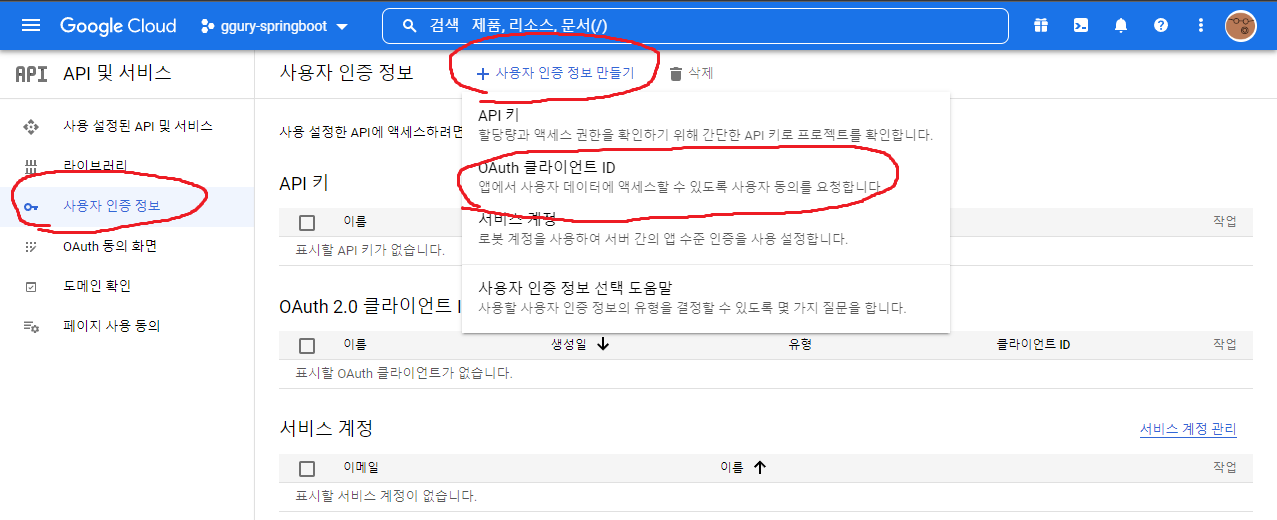 Google Cloud
ggury-springboot
검색 제품, 리소스, 문서(/)
API API 및 서비스
사용 설정된 API 및 서비스
라이브러리
사용자 인증 정보
OAuth 동의 화면
도메인 확인
페이지 사용 동의
사용자 인증 정보
+ 사용자 인증 정보 만들기
삭제
API 키
할당량과 액세스 권한을 확인하기 위해 간단한 API 키로 프로젝트를 확인합니다.
OAuth 클라이언트 ID
앱에서 사용자 데이터에 액세스할 수 있도록 사용자 동의를 요청합니다.
서비스 계정
로봇 계정을 사용하여 서버 간의 앱 수준 인증을 사용 설정합니다.
사용자 인증 정보 선택 도움말
사용할 사용자 인증 정보의 유형을 결정할 수 있도록 몇 가지 질문을 합니다.
사용 설정한 API에 액세스하려면
API 키
이름 작업
표시할 API 키가 없습니다.
OAuth 2.0 클라이언트 I
이름 생성일 유형 클라이언트 ID 작업
표시할 OAuth 클라이언트가 없습니다.
서비스 계정
서비스 계정 관리
이메일 이름 작업
표시할 서비스 계정이 없습니다.